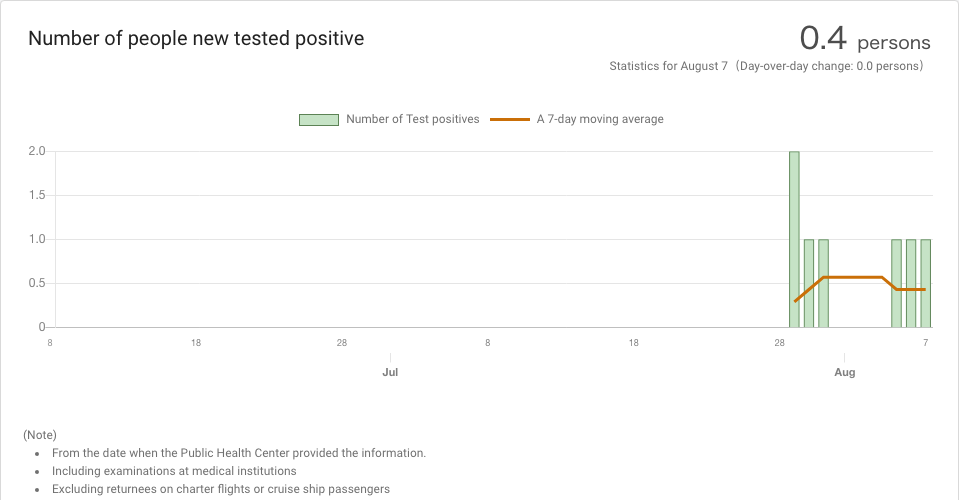 Number of people new tested positive
0.4 persons
Statistics for August 7（Day-over-day change: 0.0 persons）
Number of Test positives
A 7-day moving average
2.0
1.5
1.0
0.5
0
8
18
28
8
18
28
7
Jul
Aug
(Note)
• From the date when the Public Health Center provided the information.
• Including examinations at medical institutions
• Excluding returnees on charter flights or cruise ship passengers